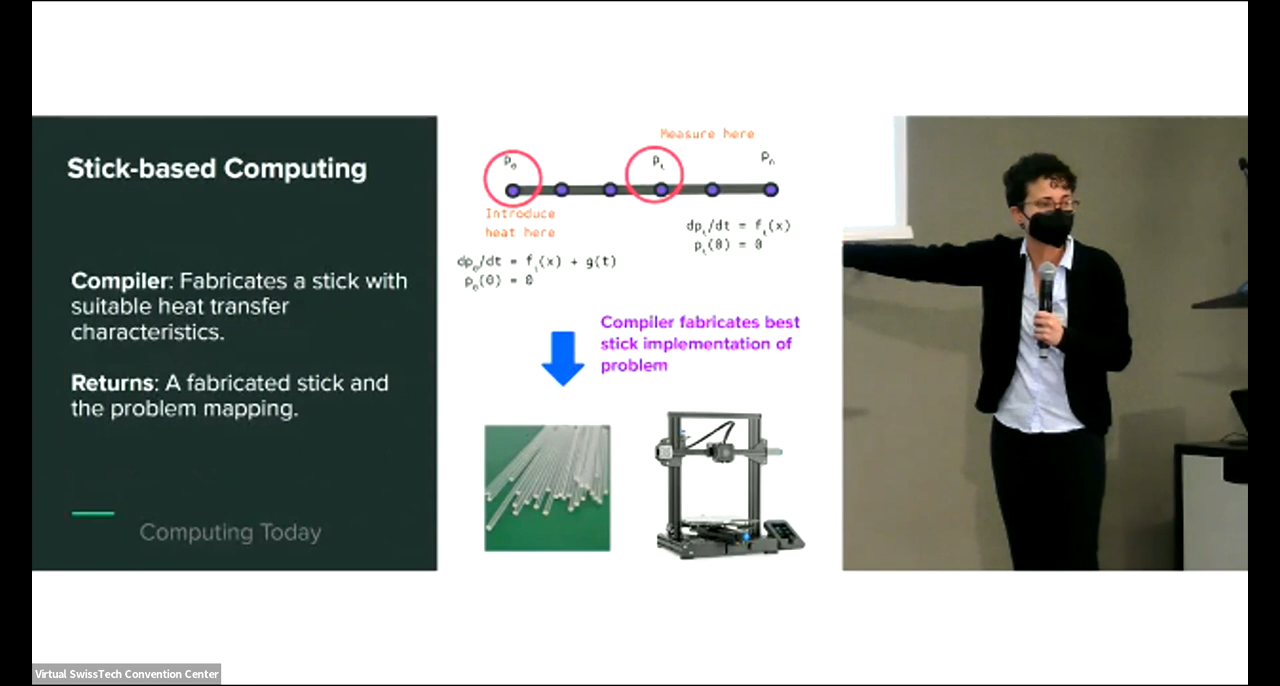 Stick-based Computing
Compiler: Fabricates a stick with
suitable heat transfer
characteristics.
Returns: A fabricated stick and
the problem mapping.
Computing Today
Measure here
p₀
pₜ
pₙ
Introduce
heat here
dpₜ/dt = fₜ(x)
pₜ(0) = 0
dp₀/dt = fₜ(x) + g(t)
p₀(0) = 0
Compiler fabricates best
stick implementation of
problem
Virtual SwissTech Convention Center